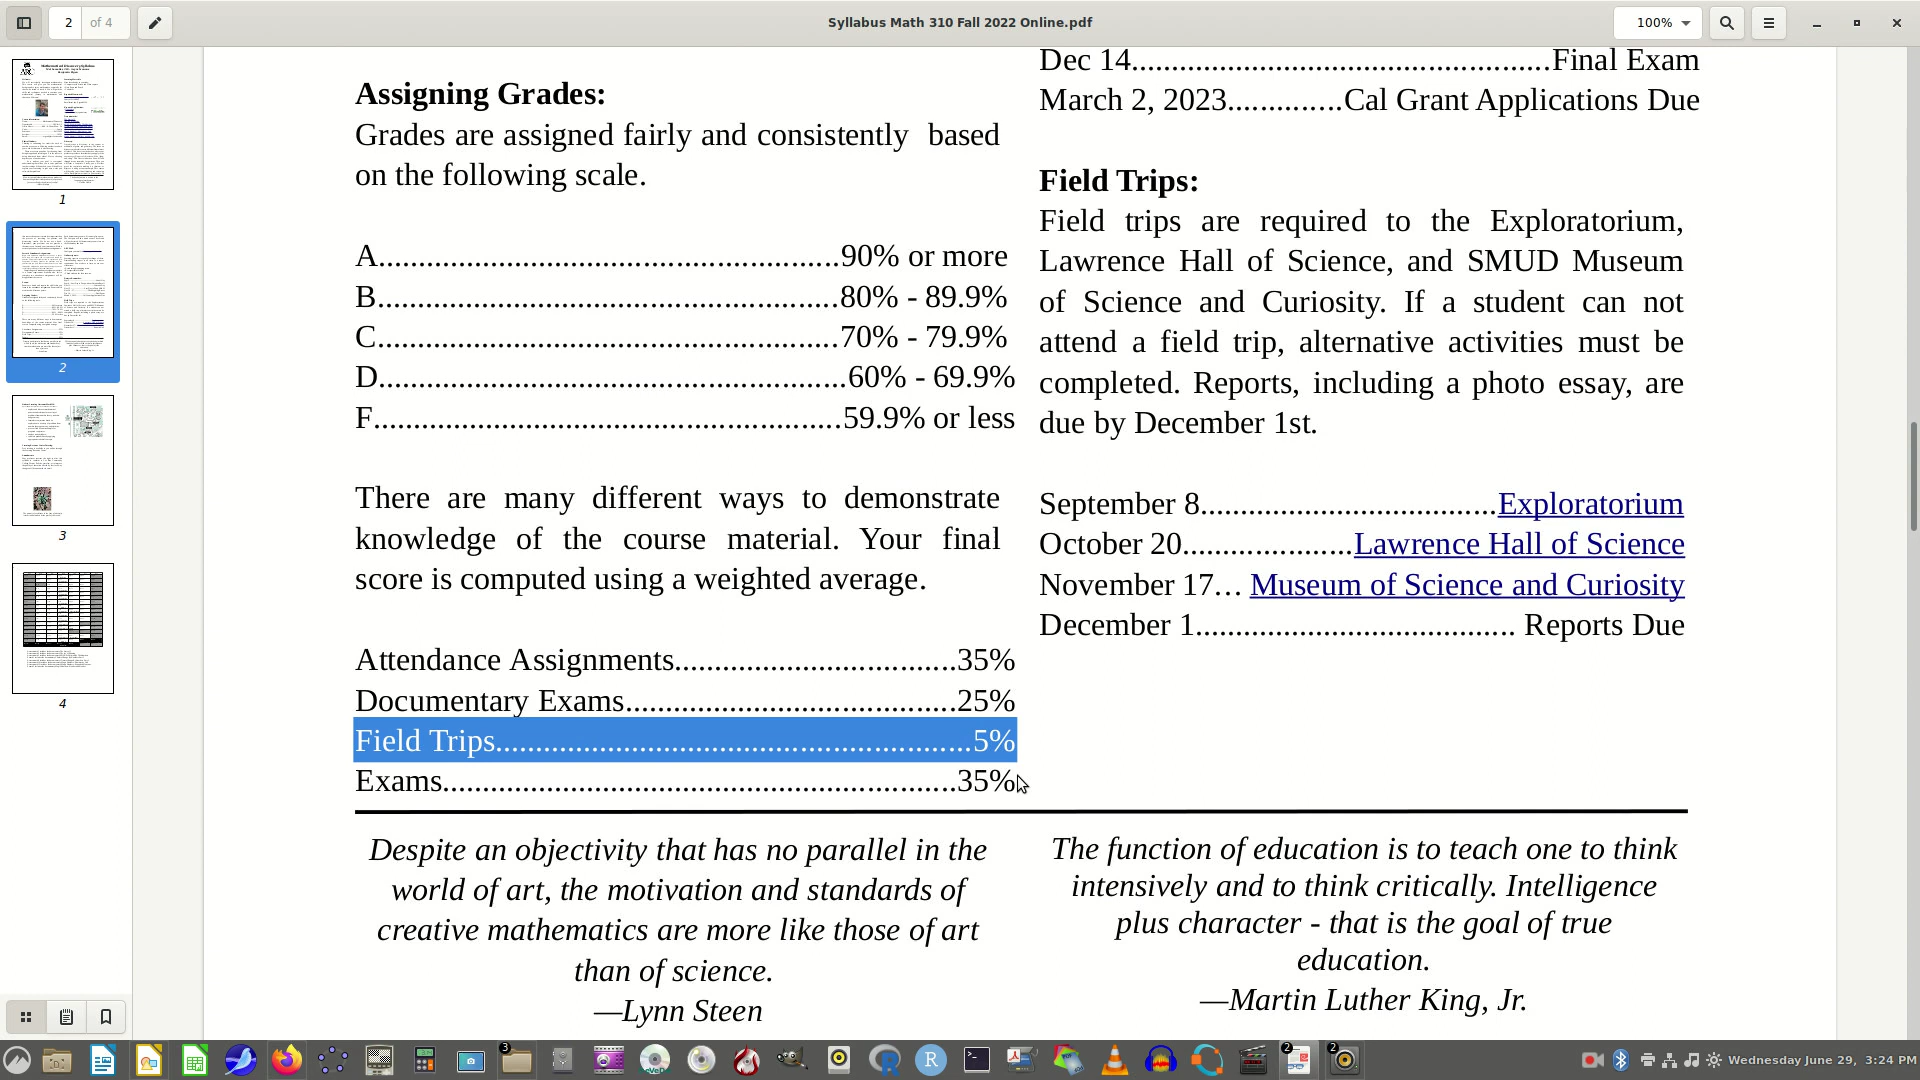 2
of 4
Syllabus Math 310 Fall 2022 Online.pdf
100%
1
2
3
4
Assigning Grades:
Grades are assigned fairly and consistently based
on the following scale.
A..........................................................90% or more
B..........................................................80% - 89.9%
C..........................................................70% - 79.9%
D...........................................................60% - 69.9%
F...........................................................59.9% or less
There are many different ways to demonstrate
knowledge of the course material. Your final
score is computed using a weighted average.
Attendance Assignments...................................35%
Documentary Exams.........................................25%
Field Trips............................................................5%
Exams................................................................35%
Despite an objectivity that has no parallel in the
world of art, the motivation and standards of
creative mathematics are more like those of art
than of science.
—Lynn Steen
Dec 14....................................................Final Exam
March 2, 2023..............Cal Grant Applications Due
Field Trips:
Field trips are required to the Exploratorium,
Lawrence Hall of Science, and SMUD Museum
of Science and Curiosity. If a student can not
attend a field trip, alternative activities must be
completed. Reports, including a photo essay, are
due by December 1st.
September 8.....................................Exploratorium
October 20.....................Lawrence Hall of Science
November 17… Museum of Science and Curiosity
December 1........................................ Reports Due
The function of education is to teach one to think
intensively and to think critically. Intelligence
plus character - that is the goal of true
education.
—Martin Luther King, Jr.
3
2
2
Wednesday June 29, 3:24 PM